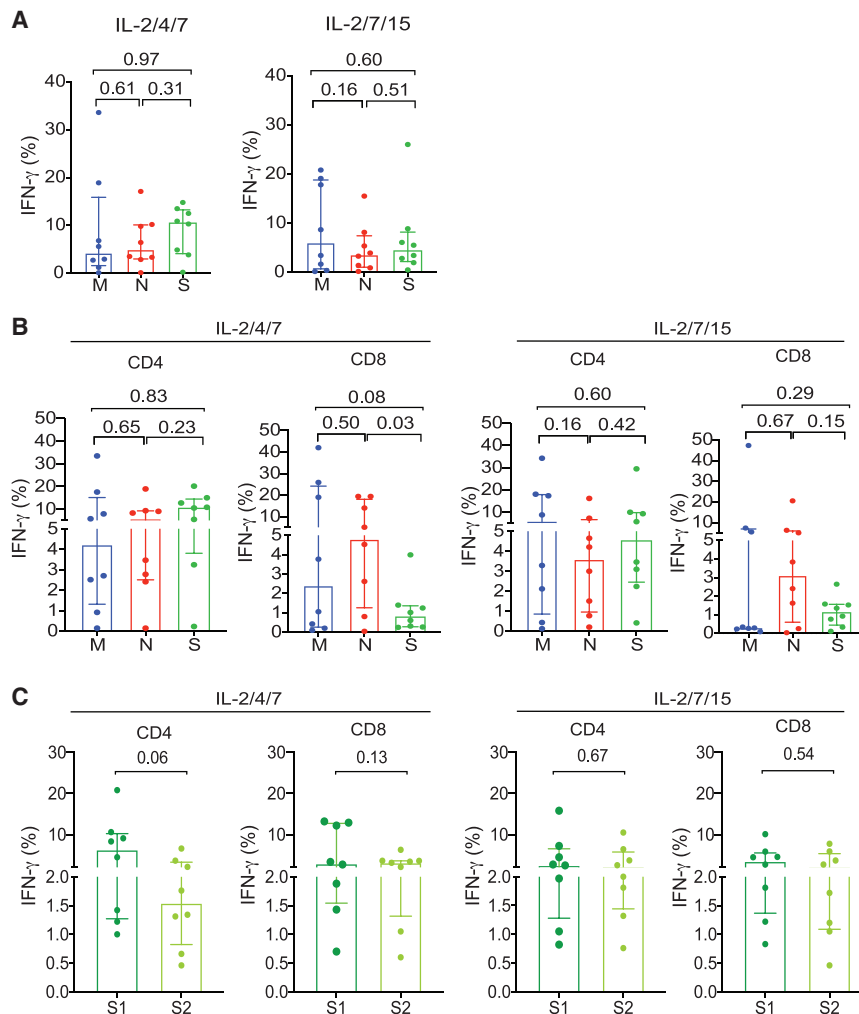 A
IL-2/4/7
IL-2/7/15
0.97
0.61
0.31
IFN-γ (%)
40
30
20
10
0
M
N
S
0.60
0.16
0.51
IFN-γ (%)
40
30
20
10
0
M
N
S
B
IL-2/4/7
IL-2/7/15
CD4
0.83
0.65
0.23
IFN-γ (%)
50
40
30
20
10
5
4
3
2
1
0
M
N
S
CD8
0.08
0.50
0.03
IFN-γ (%)
50
40
30
20
10
5
4
3
2
1
0
M
N
S
CD4
0.60
0.16
0.42
IFN-γ (%)
50
40
30
20
10
5
4
3
2
1
0
M
N
S
CD8
0.29
0.67
0.15
IFN-γ (%)
50
40
30
20
10
5
4
3
2
1
0
M
N
S
C
IL-2/4/7
IL-2/7/15
CD4
0.06
IFN-γ (%)
30
20
10
2.0
1.5
1.0
0.5
0.0
S1
S2
CD8
0.13
IFN-γ (%)
30
20
10
2.0
1.5
1.0
0.5
0.0
S1
S2
CD4
0.67
IFN-γ (%)
30
20
10
2.0
1.5
1.0
0.5
0.0
S1
S2
CD8
0.54
IFN-γ (%)
30
20
10
2.0
1.5
1.0
0.5
0.0
S1
S2